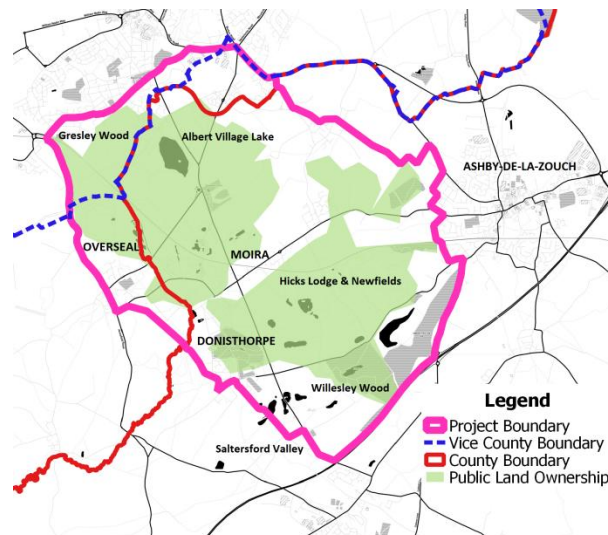 Gresley Wood
Albert Village Lake
ASHBY-DE-LA-ZOUCH
OVERSEAL
MOIRA
Hicks Lodge & Newfields
DONISTHORPE
Willesley Wood
Saltersford Valley
Legend
Project Boundary
Vice County Boundary
County Boundary
Public Land Ownership